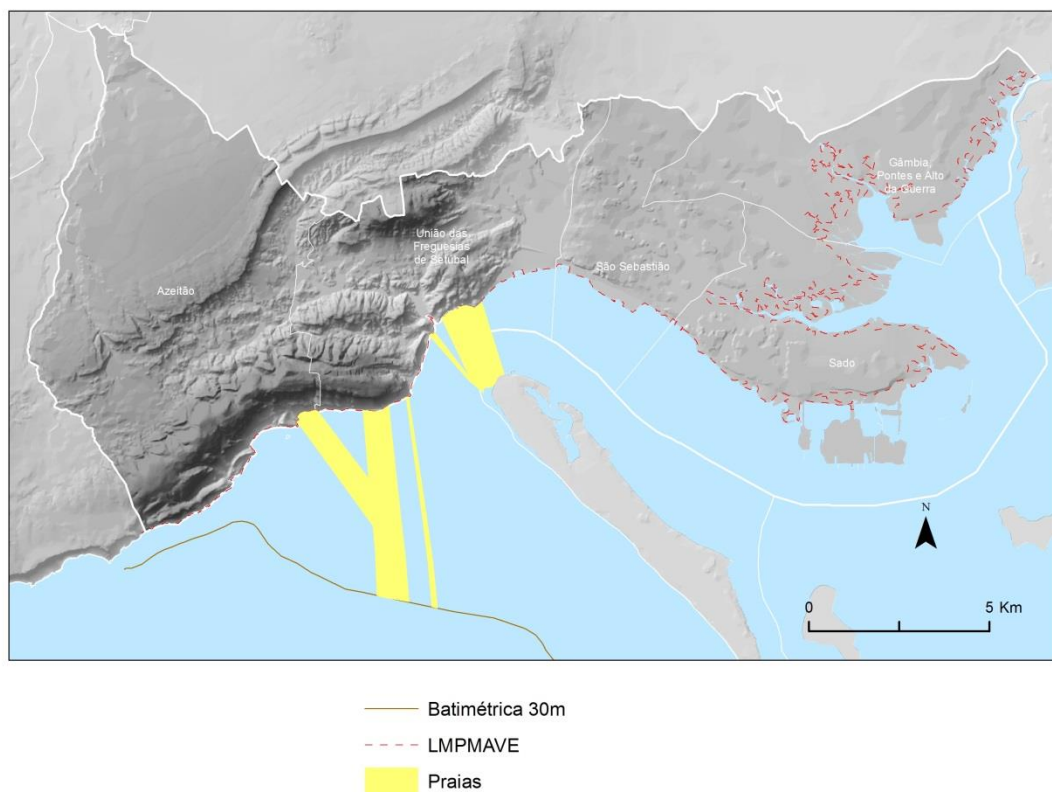 Gâmbia,
Pontes e Alto
da Guerra
União das
Freguesias
de Setúbal
São Sebastião
Azeitão
Sado
N
0 5 Km
Batimétrica 30m
LMPMAVE
Praias